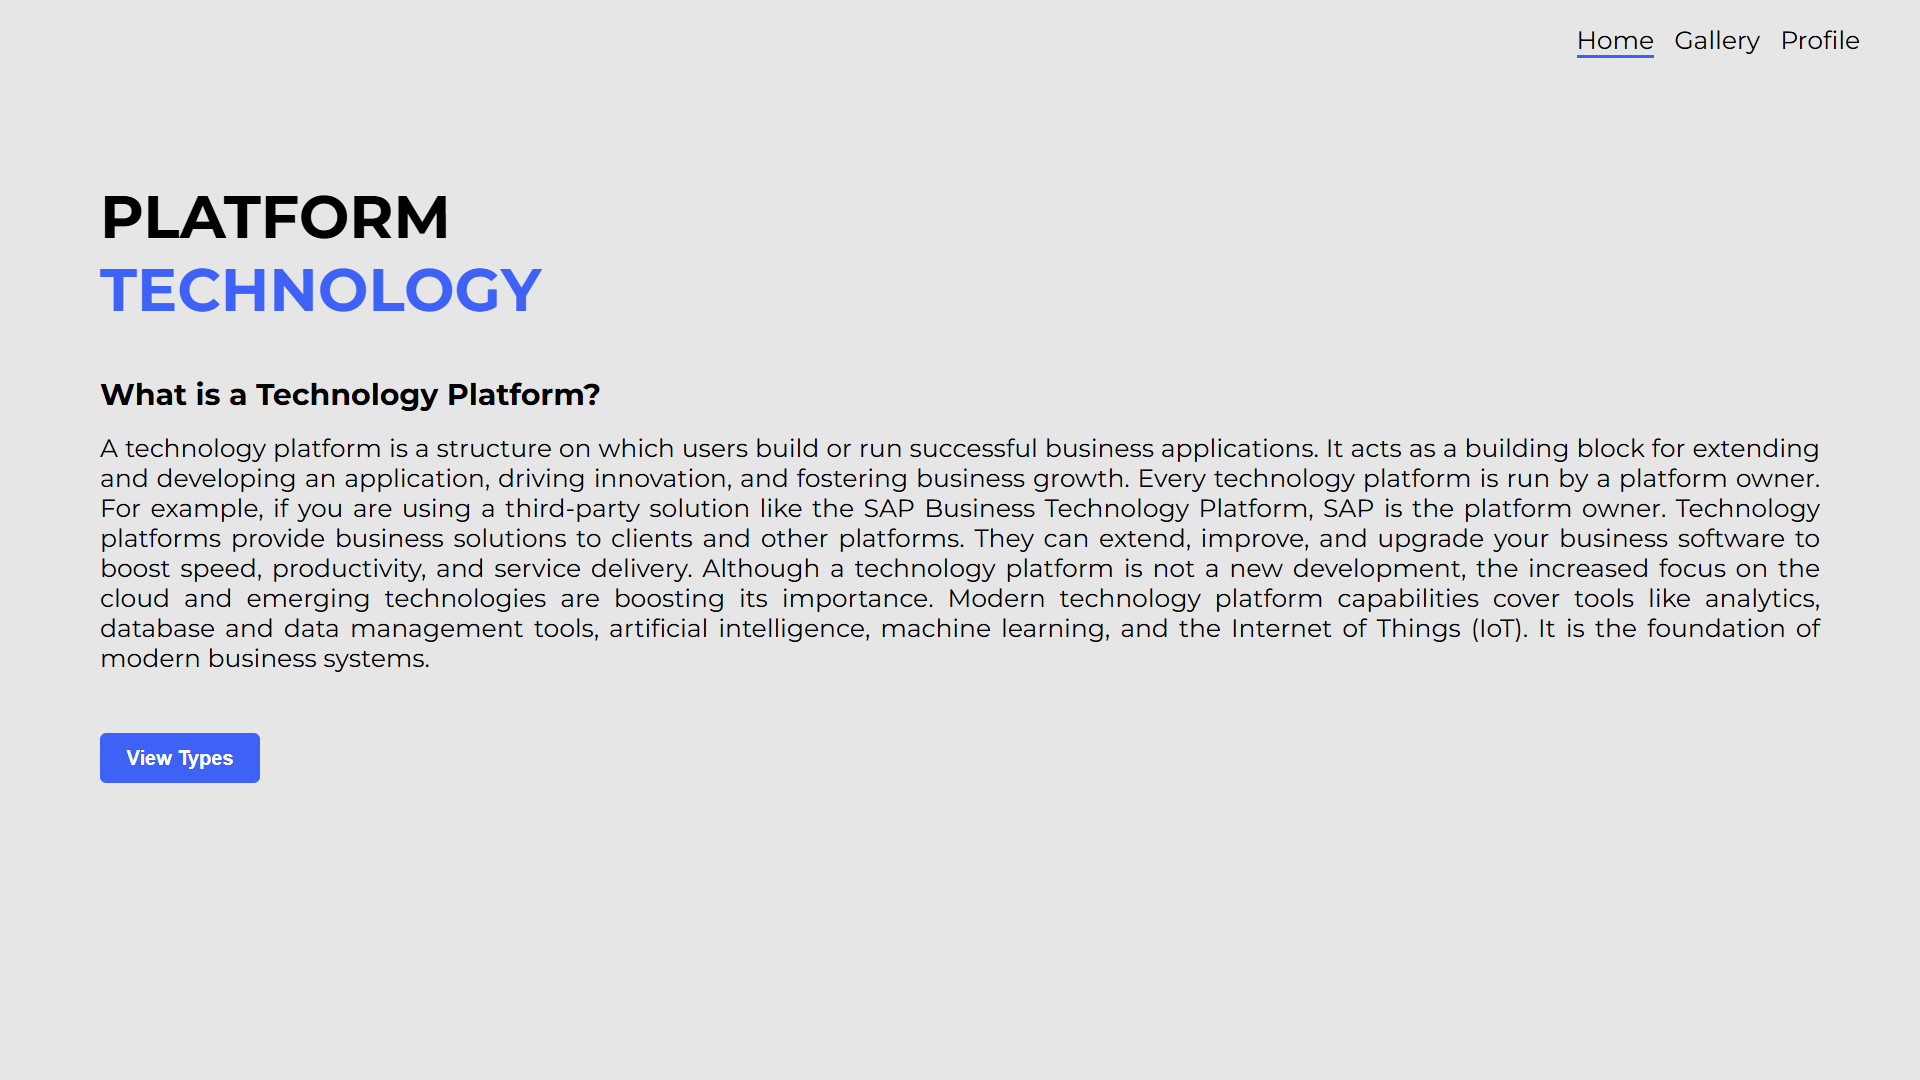 Home Gallery Profile
PLATFORM
TECHNOLOGY
What is a Technology Platform?
A technology platform is a structure on which users build or run successful business applications. It acts as a building block for extending
and developing an application, driving innovation, and fostering business growth. Every technology platform is run by a platform owner.
For example, if you are using a third-party solution like the SAP Business Technology Platform, SAP is the platform owner. Technology
platforms provide business solutions to clients and other platforms. They can extend, improve, and upgrade your business software to
boost speed, productivity, and service delivery. Although a technology platform is not a new development, the increased focus on the
cloud and emerging technologies are boosting its importance. Modern technology platform capabilities cover tools like analytics,
database and data management tools, artificial intelligence, machine learning, and the Internet of Things (IoT). It is the foundation of
modern business systems.
View Types